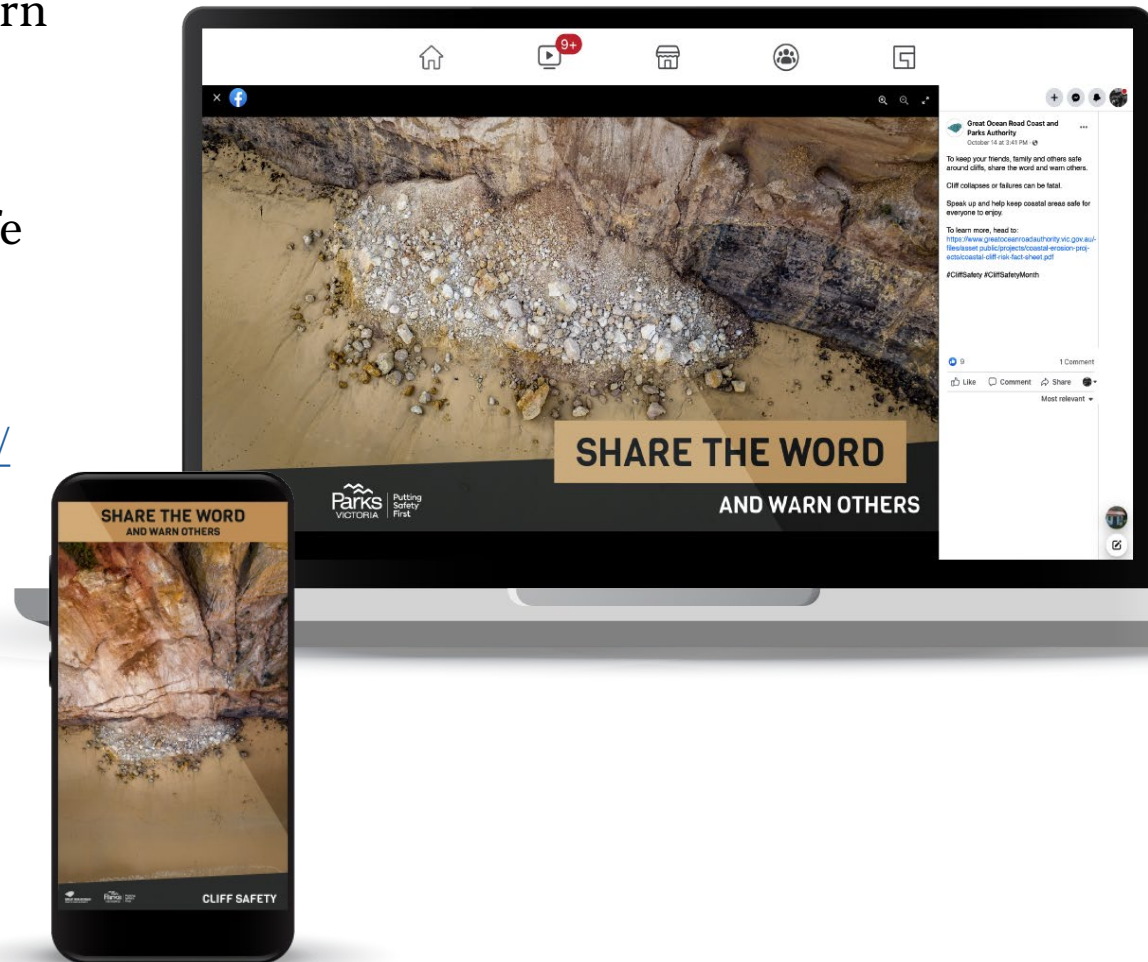 rn
fe
/
9+
Great Ocean Road Coast and
Parks Authority
October 14 at 3:41 PM
To keep your friends, family and others safe
around cliffs, share the word and warn others.
Cliff collapses or failures can be fatal.
Speak up and help keep coastal areas safe for
everyone to enjoy.
To learn more, head to:
https://www.greatoceanroadauthority.vic.gov.au/-
files/asset public/projects/coastal-erosion-proj-
ects/coastal-cliff-risk-fact-sheet.pdf
#CliffSafety #CliffSafetyMonth
9 1 Comment
Like Comment Share
Most relevant
SHARE THE WORD
AND WARN OTHERS
Parks
VICTORIA
Putting
Safety
First
SHARE THE WORD
AND WARN OTHERS
Parks
CLIFF SAFETY